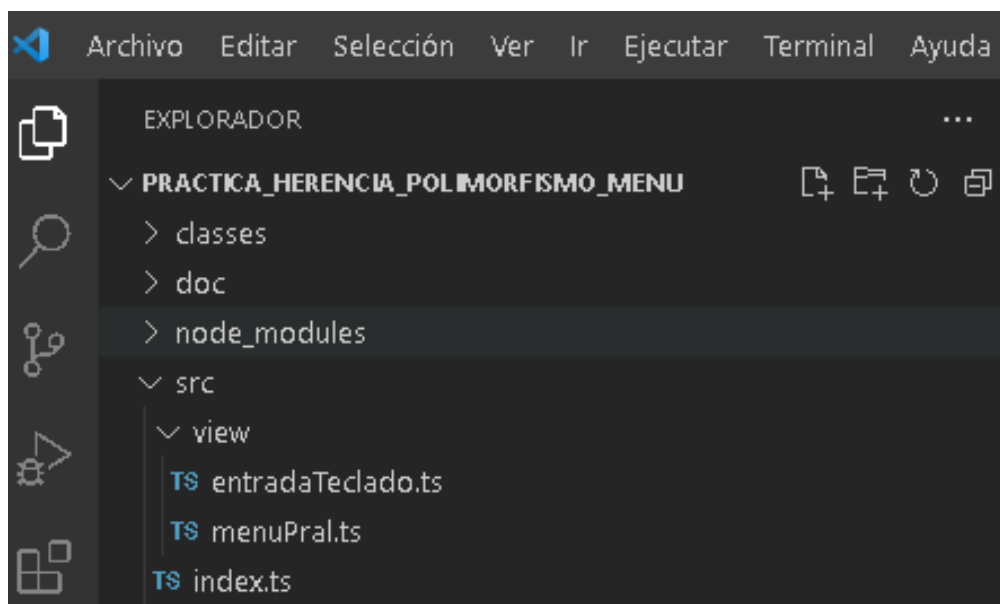 Archivo Editar Selección Ver Ir Ejecutar Terminal Ayuda
EXPLORADOR
PRACTICA_HERENCIA_POLIMORFISMO_MENU
classes
doc
node_modules
src
view
TS entradaTeclado.ts
TS menuPral.ts
TS index.ts